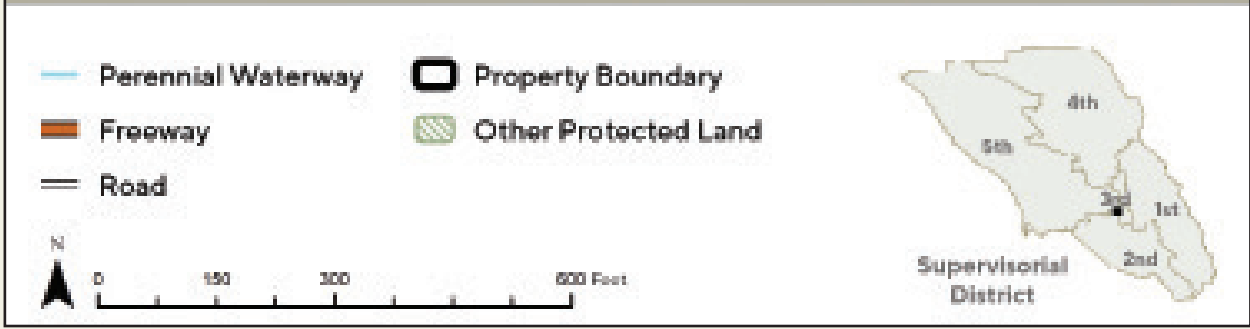 Perennial Waterway
Property Boundary
Freeway
Other Protected Land
Road
N
0 150 300 600 Feet
4th
5th
3rd
1st
2nd
Supervisorial
District